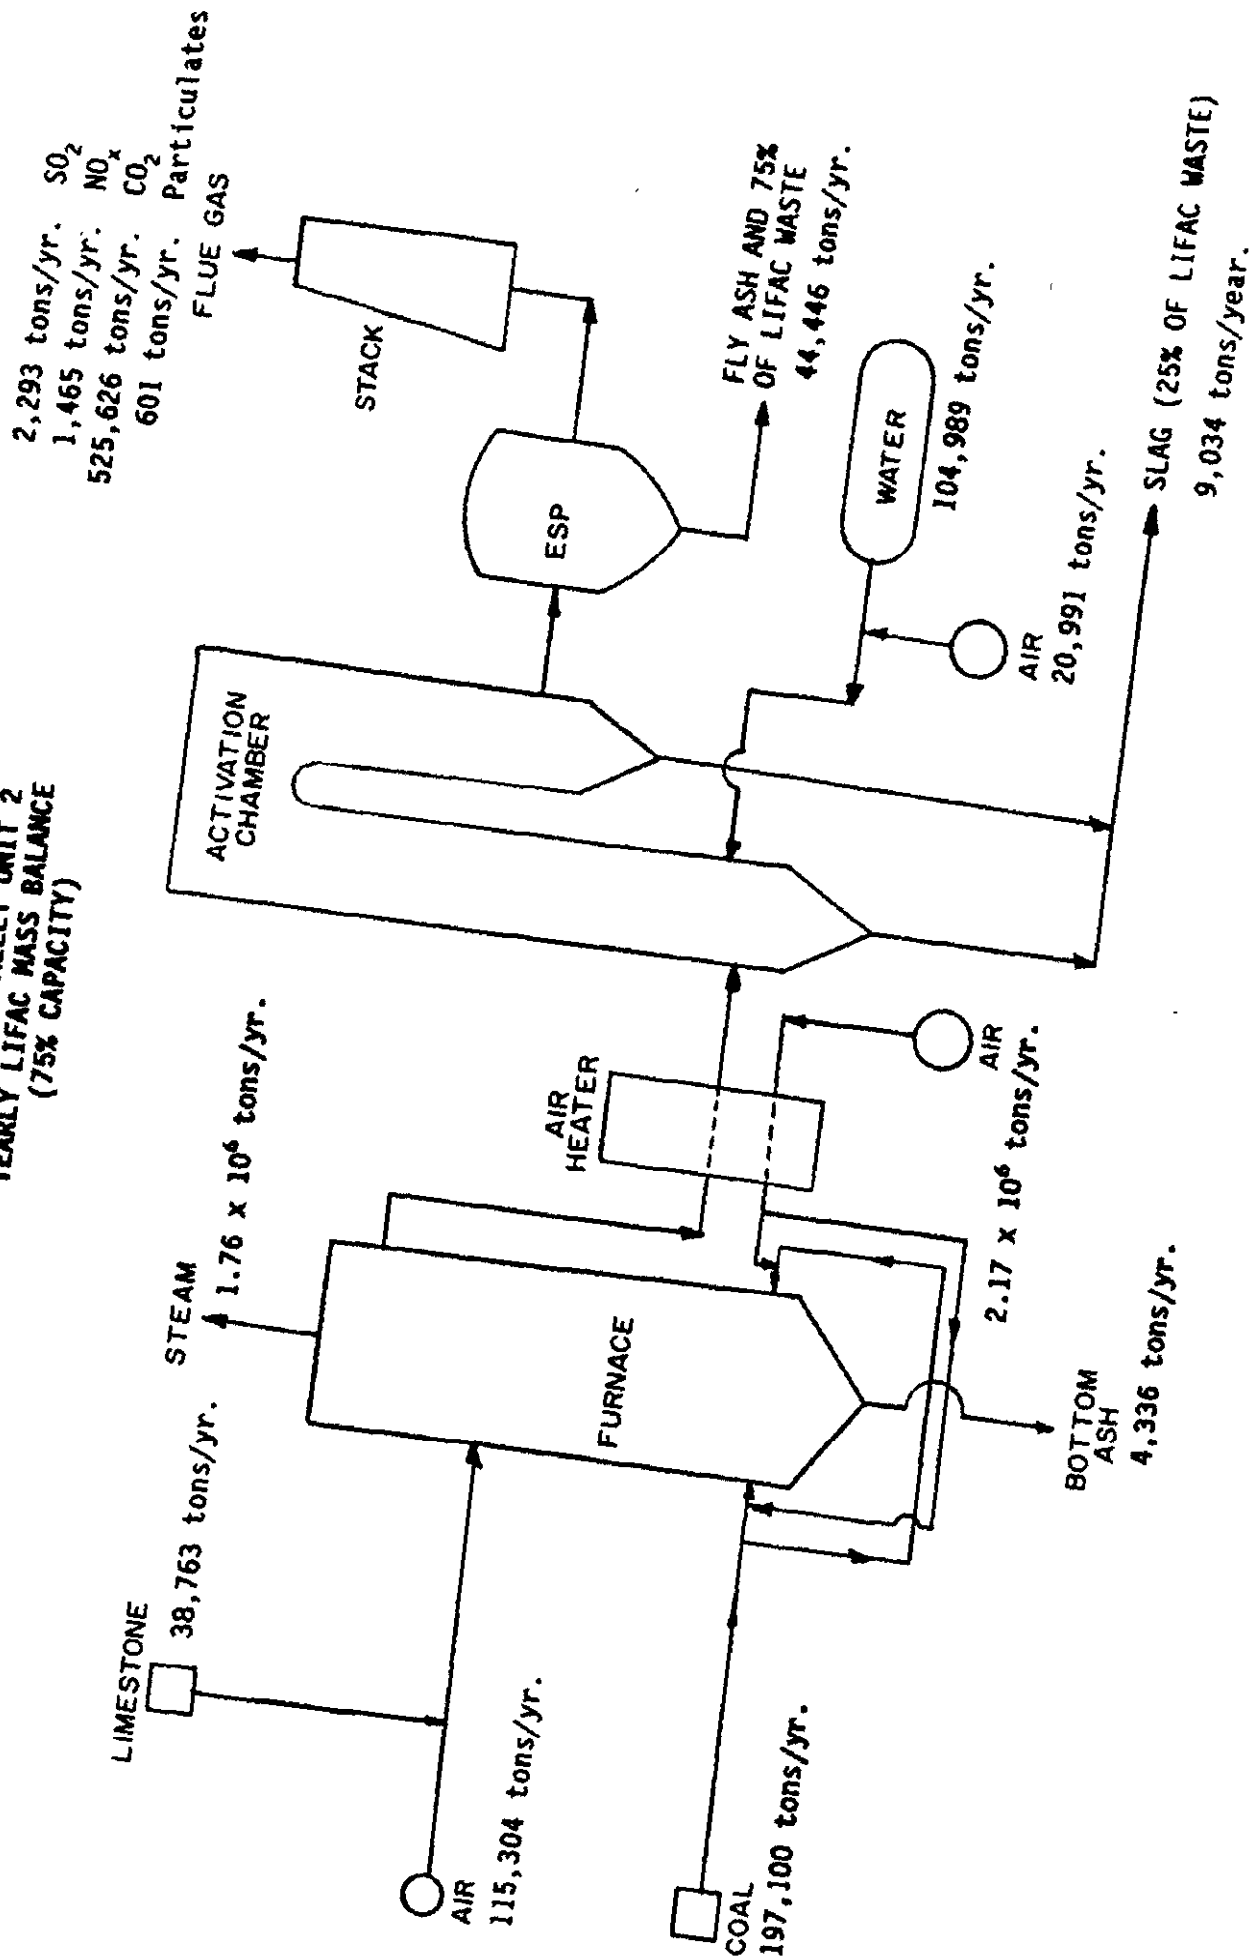 UNIT 2
YEARLY LIFAC MASS BALANCE
(75% CAPACITY)
2,293 tons/yr. SO₂
1,465 tons/yr. NOₓ
525,626 tons/yr. CO₂
601 tons/yr. Particulates
FLUE GAS
STACK
LIMESTONE
38,763 tons/yr.
STEAM
1.76 x 10⁶ tons/yr.
ACTIVATION
CHAMBER
ESP
FLY ASH AND 75%
OF LIFAC WASTE
44,446 tons/yr.
AIR
115,304 tons/yr.
FURNACE
AIR
HEATER
WATER
104,989 tons/yr.
AIR
20,991 tons/yr.
COAL
197,100 tons/yr.
AIR
2.17 x 10⁶ tons/yr.
BOTTOM
ASH
4,336 tons/yr.
SLAG (25% OF LIFAC WASTE)
9,034 tons/year.